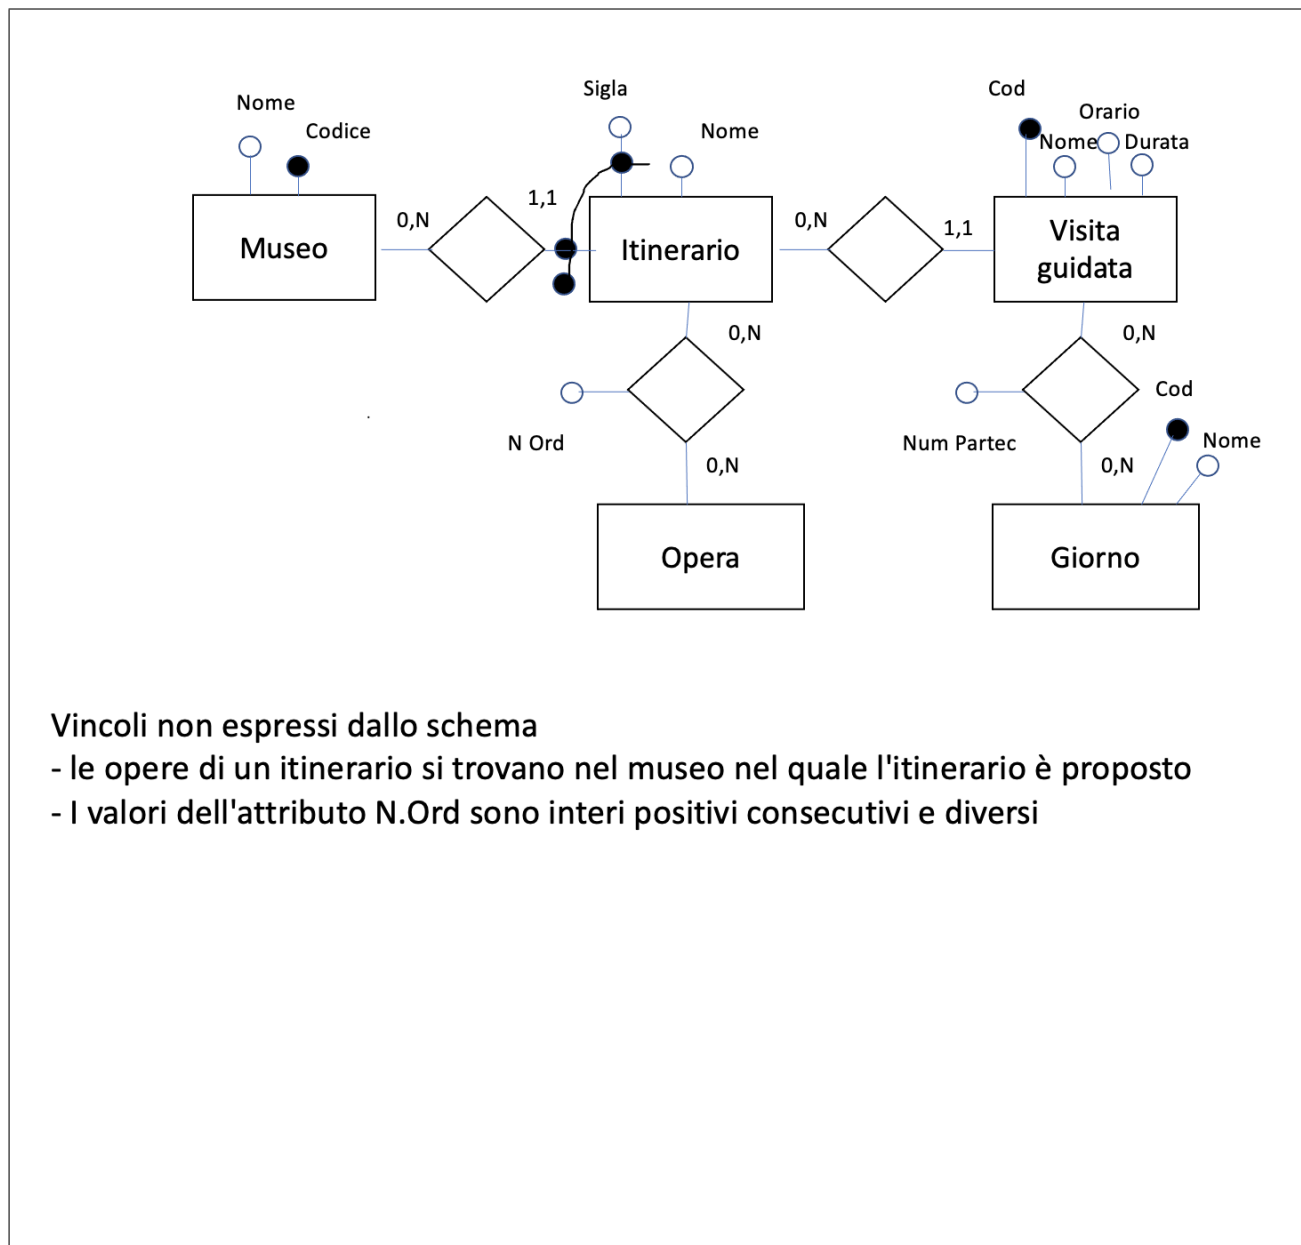 Nome
Codice
Museo
0,N
1,1
Sigla
Nome
Itinerario
0,N
1,1
Cod
Orario
Nome
Durata
Visita
guidata
0,N
N Ord
0,N
Opera
0,N
Num Partec
Cod
Nome
0,N
Giorno
Vincoli non espressi dallo schema
- le opere di un itinerario si trovano nel museo nel quale l'itinerario è proposto
- I valori dell'attributo N.Ord sono interi positivi consecutivi e diversi